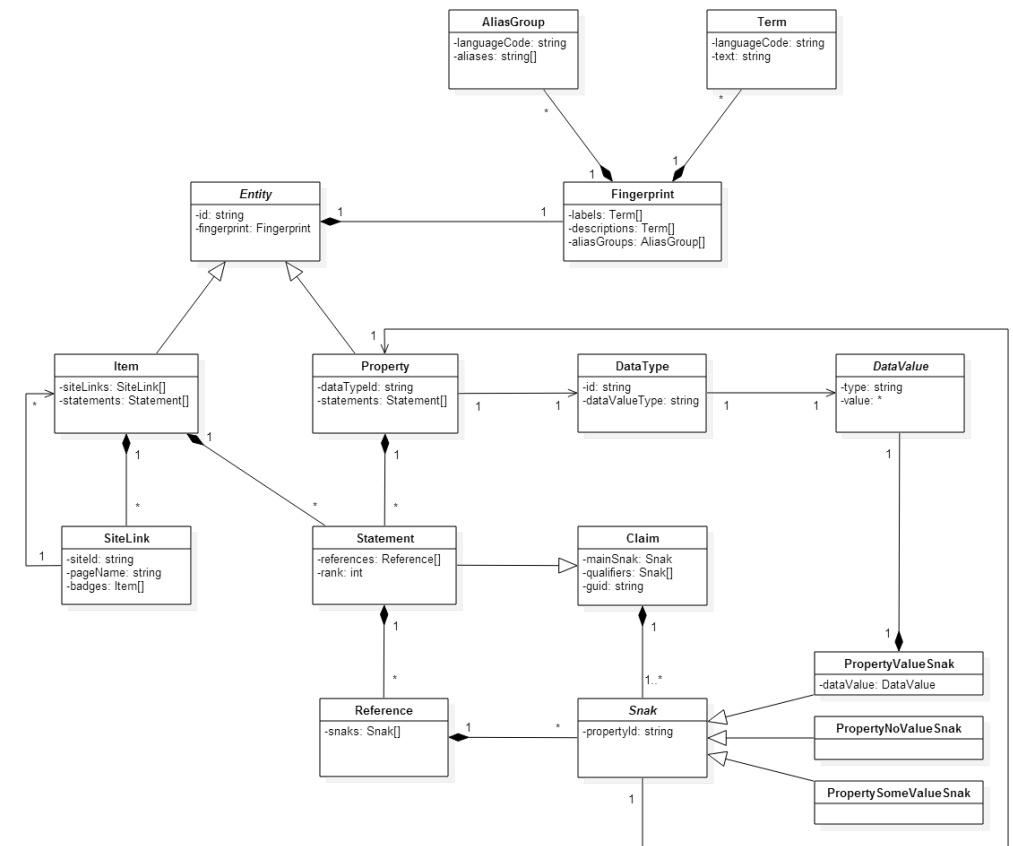 AliasGroup
-languageCode: string
-aliases: string[]
Term
-languageCode: string
-text: string
*
*
1
1
Entity
-id: string
-fingerprint: Fingerprint
1
1
Fingerprint
-labels: Term[]
-descriptions: Term[]
-aliasGroups: AliasGroup[]
1
Item
-siteLinks: SiteLink[]
-statements: Statement[]
Property
-dataTypeId: string
-statements: Statement[]
1
1
DataType
-id: string
-dataValueType: string
1
1
DataValue
-type: string
-value: *
*
1
1
1
1
*
*
*
1
SiteLink
-siteId: string
-pageName: string
-badges: Item[]
Statement
-references: Reference[]
-rank: int
Claim
-mainSnak: Snak
-qualifiers: Snak[]
-guid: string
1
1
1
*
1..*
PropertyValueSnak
-dataValue: DataValue
Reference
-snaks: Snak[]
1
*
Snak
-propertyId: string
PropertyNoValueSnak
PropertySomeValueSnak
1